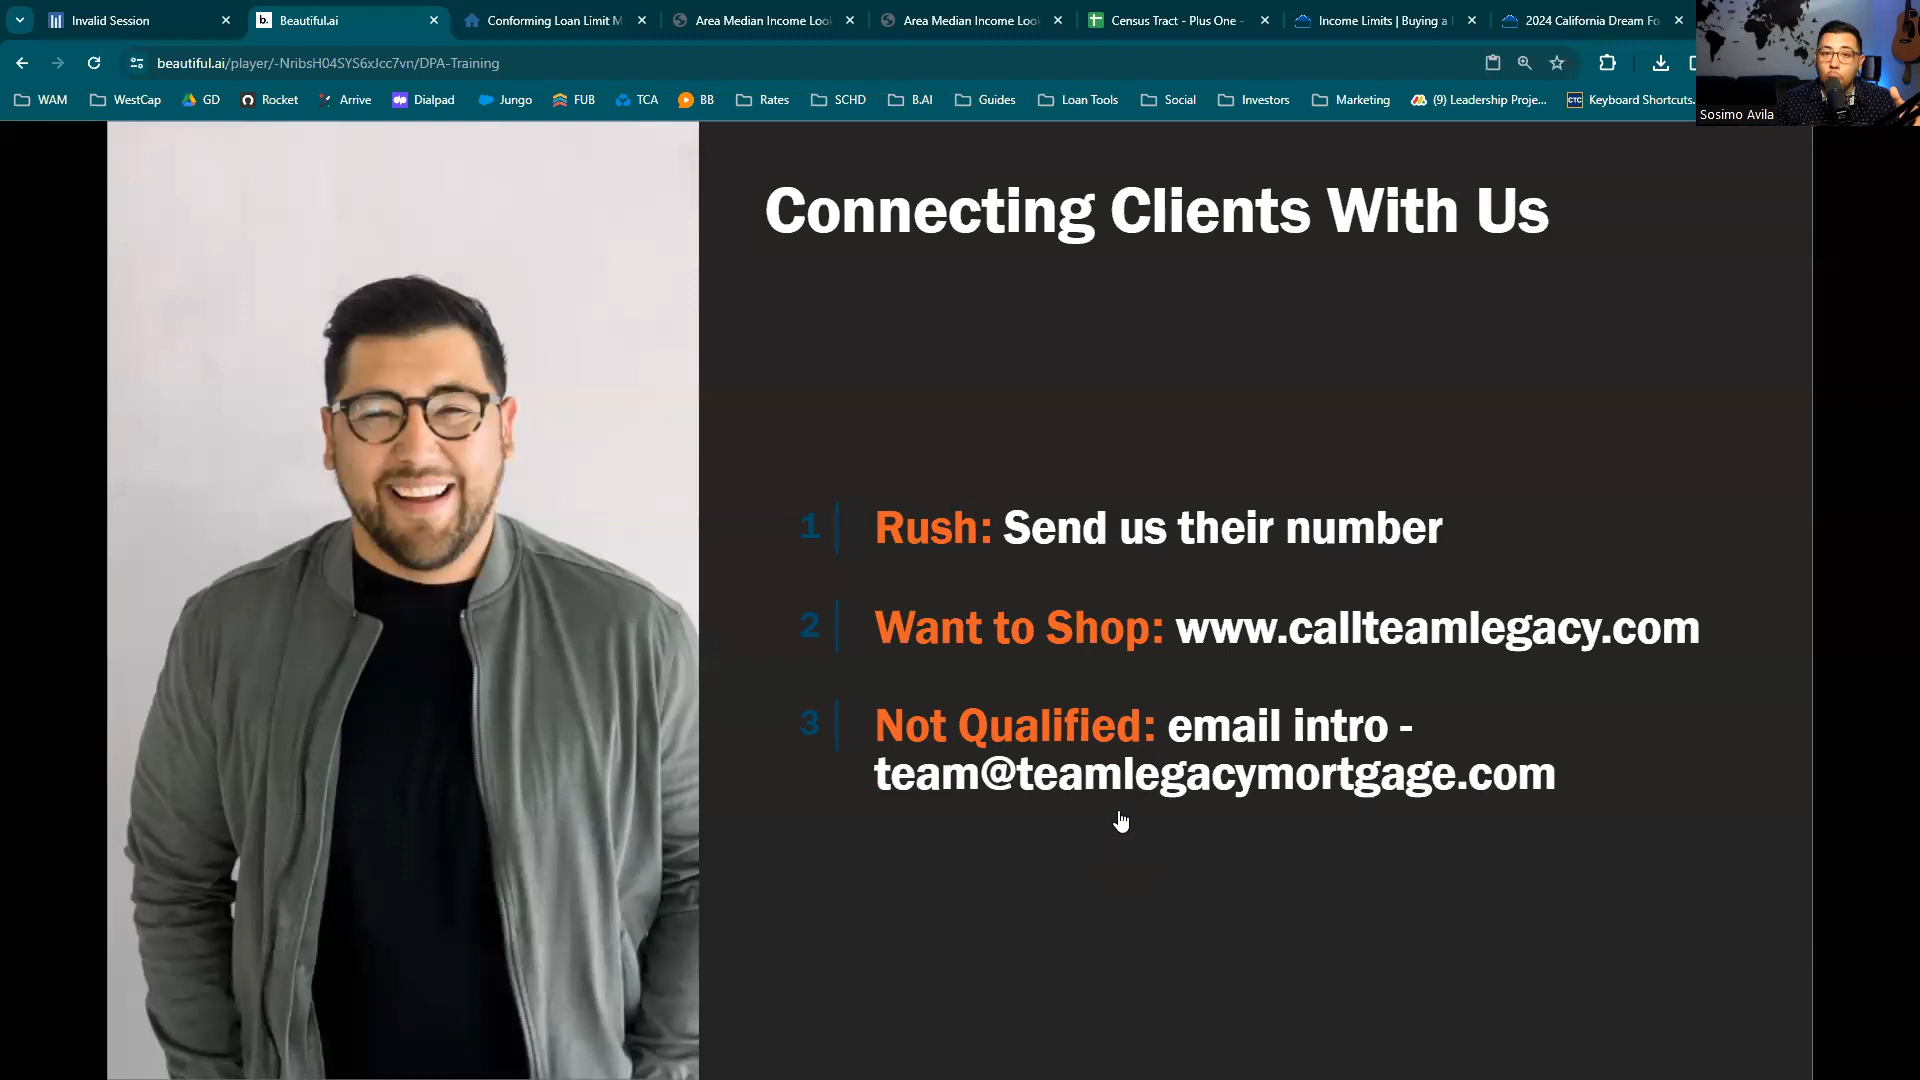 Invalid Session
Beautiful.ai
Conforming Loan Limit M
Area Median Income Loo
Area Median Income Loo
Census Tract - Plus One -
Income Limits | Buying a
2024 California Dream Fo
beautiful.ai/player/-NribsH04SYS6xJcc7vn/DPA-Training
WAM
WestCap
GD
Rocket
Arrive
Dialpad
Jungo
FUB
TCA
BB
Rates
SCHD
B.AI
Guides
Loan Tools
Social
Investors
Marketing
(9) Leadership Proje...
CTC
Keyboard Shortcuts.
Sosimo Avila
Connecting Clients With Us
1
Rush: Send us their number
2
Want to Shop: www.callteamlegacy.com
3
Not Qualified: email intro -
team@teamlegacymortgage.com